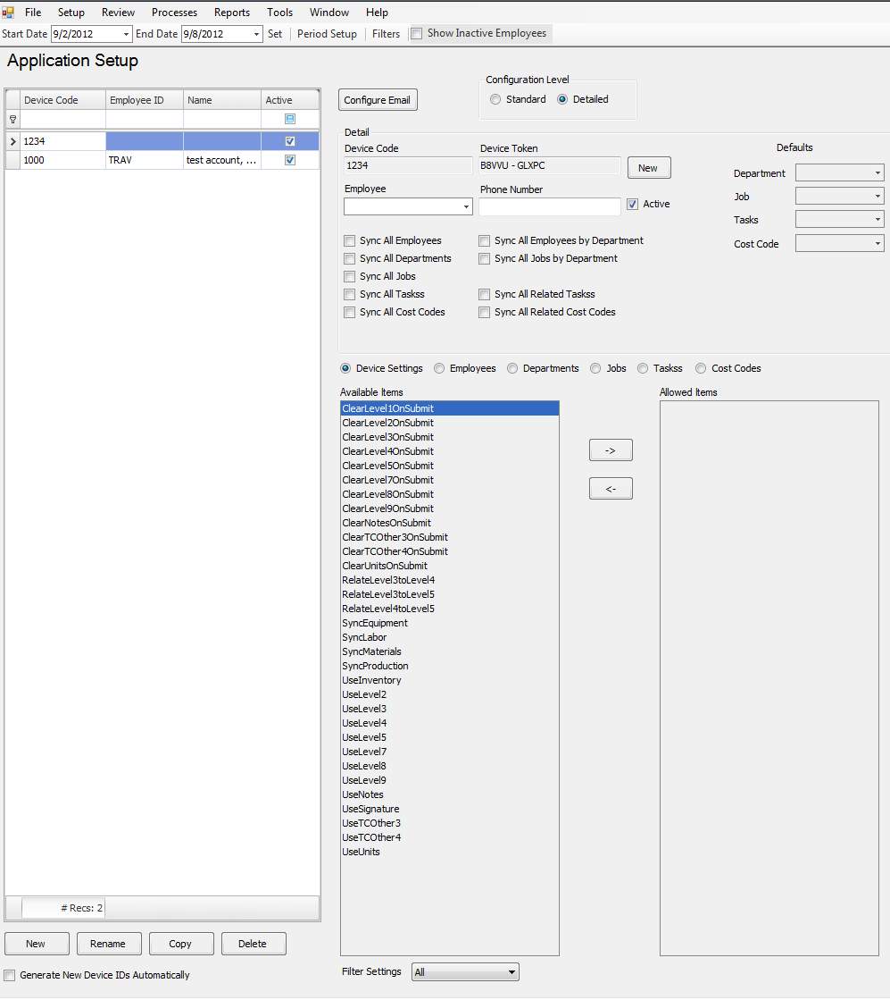 File Setup Review Processes Reports Tools Window Help
Start Date 9/2/2012 End Date 9/8/2012 Set Period Setup Filters Show Inactive Employees
Application Setup
Device Code Employee ID Name Active
1234
1000 TRAV test account, ...
# Recs: 2
New Rename Copy Delete
Generate New Device IDs Automatically
Configure Email
Configuration Level
Standard Detailed
Detail
Device Code Device Token
1234 B8VVU - GLXPC New
Employee Phone Number
Active
Defaults
Department
Job
Tasks
Cost Code
Sync All Employees Sync All Employees by Department
Sync All Departments Sync All Jobs by Department
Sync All Jobs
Sync All Taskss Sync All Related Taskss
Sync All Cost Codes Sync All Related Cost Codes
Device Settings Employees Departments Jobs Taskss Cost Codes
Available Items
ClearLevel1OnSubmit
ClearLevel2OnSubmit
ClearLevel3OnSubmit
ClearLevel4OnSubmit
ClearLevel5OnSubmit
ClearLevel7OnSubmit
ClearLevel8OnSubmit
ClearLevel9OnSubmit
ClearNotesOnSubmit
ClearTCOther3OnSubmit
ClearTCOther4OnSubmit
ClearUnitsOnSubmit
RelateLevel3toLevel4
RelateLevel3toLevel5
RelateLevel4toLevel5
SyncEquipment
SyncLabor
SyncMaterials
SyncProduction
UseInventory
UseLevel2
UseLevel3
UseLevel4
UseLevel5
UseLevel7
UseLevel8
UseLevel9
UseNotes
UseSignature
UseTCOther3
UseTCOther4
UseUnits
->
<-
Allowed Items
Filter Settings All